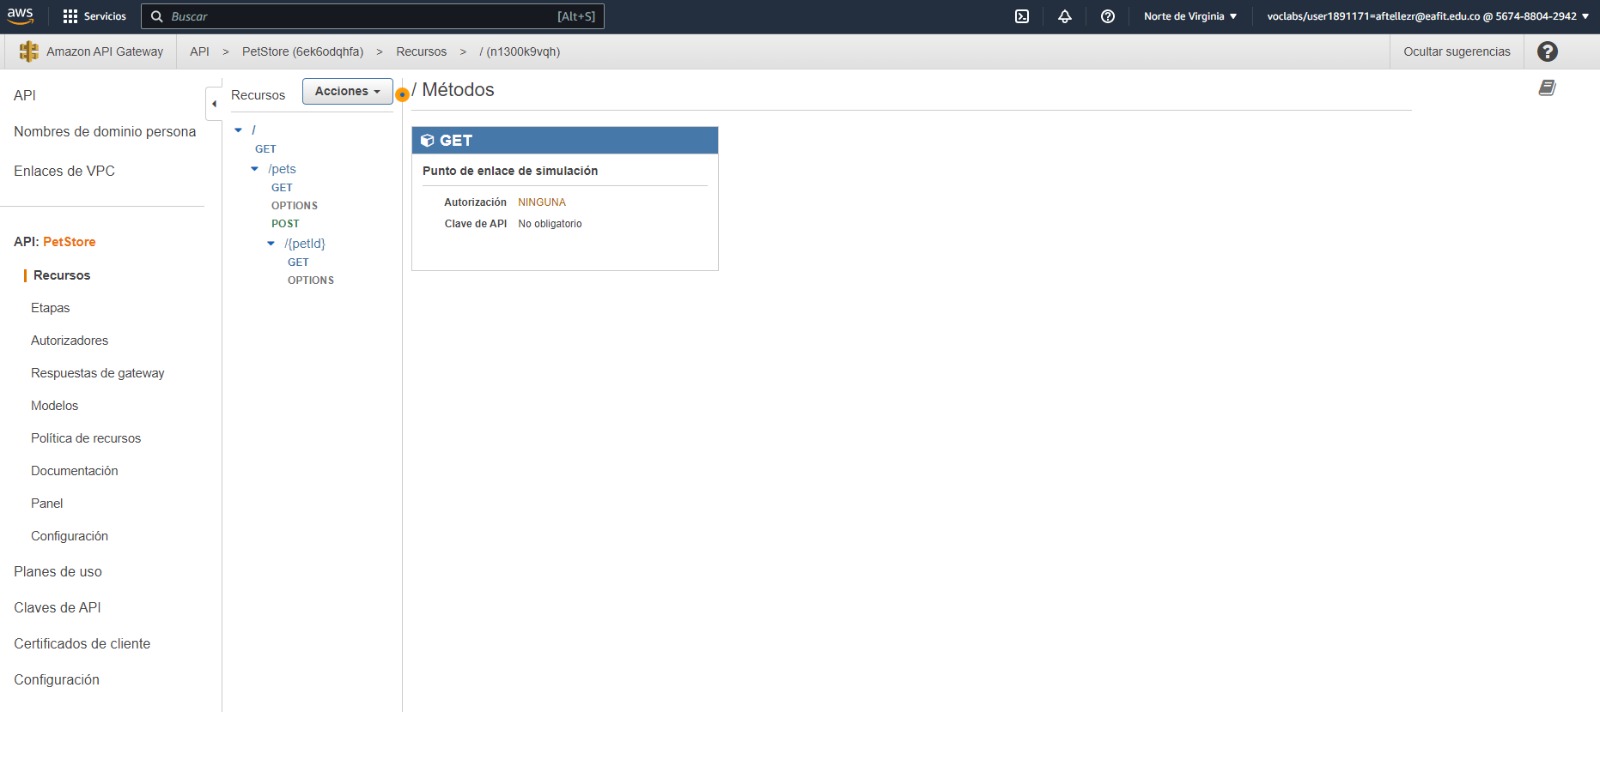 aws
Servicios
Buscar
[Alt+S]
Norte de Virginia
voclabs/user1891171=aftellezr@eafit.edu.co @ 5674-8804-2942
Amazon API Gateway
API > PetStore (6ek6odqhfa) > Recursos > / (n1300k9vqh)
Ocultar sugerencias
API
Nombres de dominio persona
Enlaces de VPC
API: PetStore
Recursos
Etapas
Autorizadores
Respuestas de gateway
Modelos
Política de recursos
Documentación
Panel
Configuración
Planes de uso
Claves de API
Certificados de cliente
Configuración
Recursos
Acciones
/
GET
/pets
GET
OPTIONS
POST
/{petId}
GET
OPTIONS
/ Métodos
GET
Punto de enlace de simulación
Autorización NINGUNA
Clave de API No obligatorio